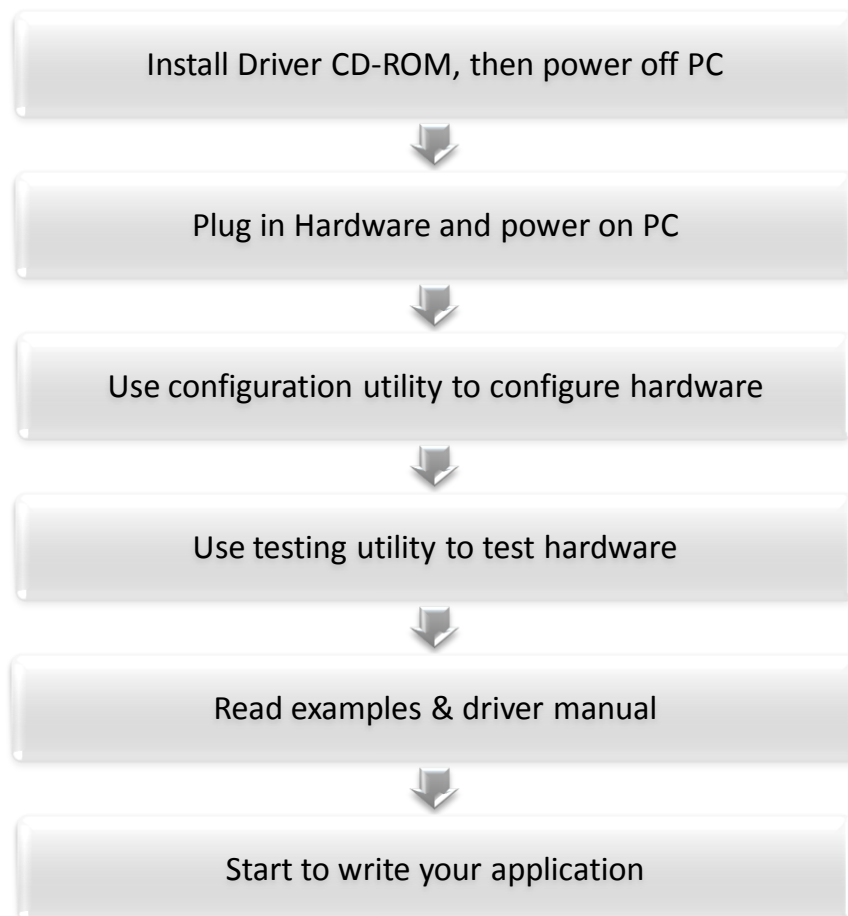 Install Driver CD-ROM, then power off PC
Plug in Hardware and power on PC
Use configuration utility to configure hardware
Use testing utility to test hardware
Read examples & driver manual
Start to write your application